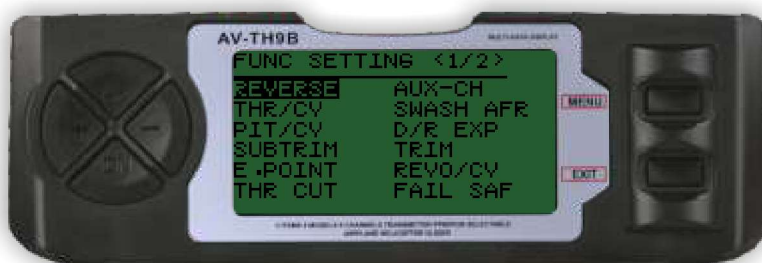 AV-TH9B
FUNC SETTING <1/2>
REVERSE AUX-CH
THR/CV SWASH AFR
PIT/CV D/R EXP
SUBTRIM TRIM
E.POINT REVO/CV
THR CUT FAIL SAF
MENU
EXIT